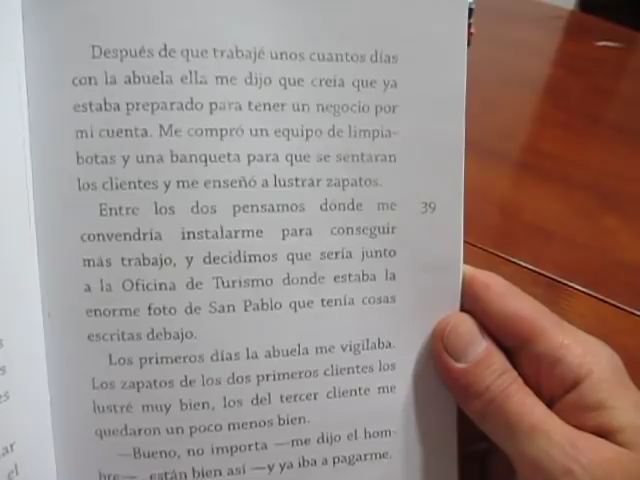 Después de que trabajé unos cuantos días
con la abuela ella me dijo que creía que ya
estaba preparado para tener un negocio por
mi cuenta. Me compró un equipo de limpia-
botas y una banqueta para que se sentaran
los clientes y me enseñó a lustrar zapatos.
Entre los dos pensamos dónde me
convendría instalarme para conseguir
más trabajo, y decidimos que sería junto
a la Oficina de Turismo donde estaba la
enorme foto de San Pablo que tenía cosas
escritas debajo.
Los primeros días la abuela me vigilaba.
Los zapatos de los dos primeros clientes los
lustré muy bien, los del tercer cliente me
quedaron un poco menos bien.
—Bueno, no importa —me dijo el hom-
bre—, están bien así —y ya iba a pagarme.
39
s
s
es
ar
el